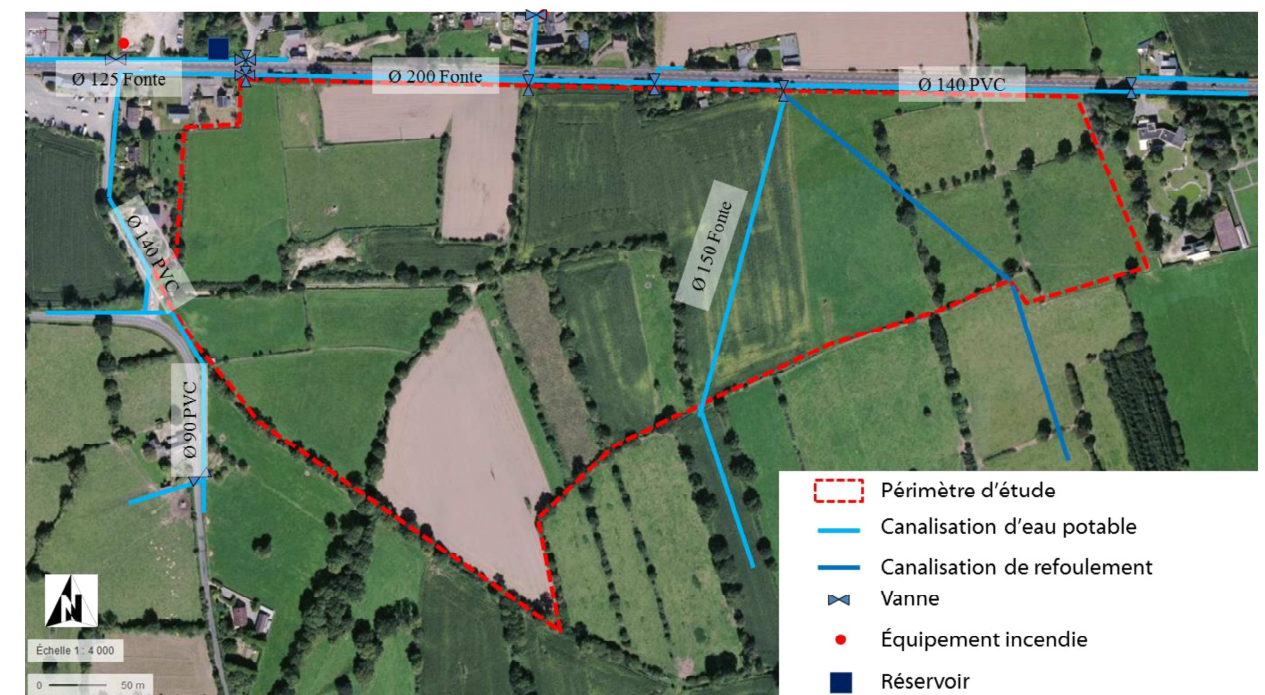 Ø 125 Fonte
Ø 200 Fonte
Ø 140 PVC
Ø 140 PVC
Ø 150 Fonte
Ø 90 PVC
N
Échelle 1 : 4 000
0 50 m
Périmètre d'étude
Canalisation d'eau potable
Canalisation de refoulement
Vanne
Équipement incendie
Réservoir